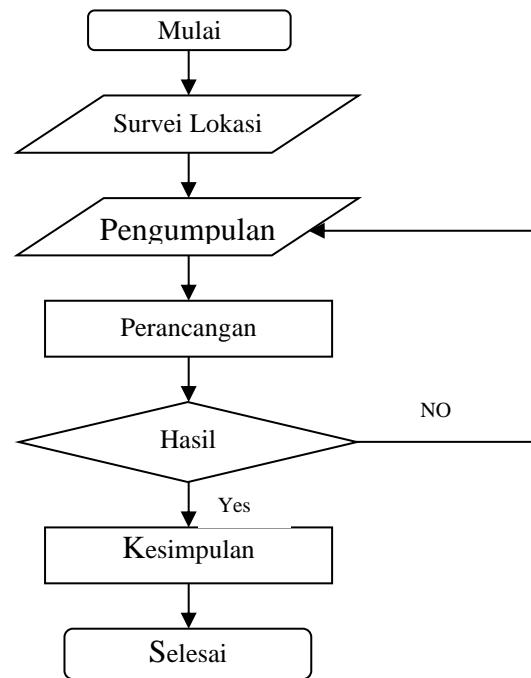 Mulai
Survei Lokasi
Pengumpulan
Perancangan
Hasil
NO
Yes
Kesimpulan
Selesai